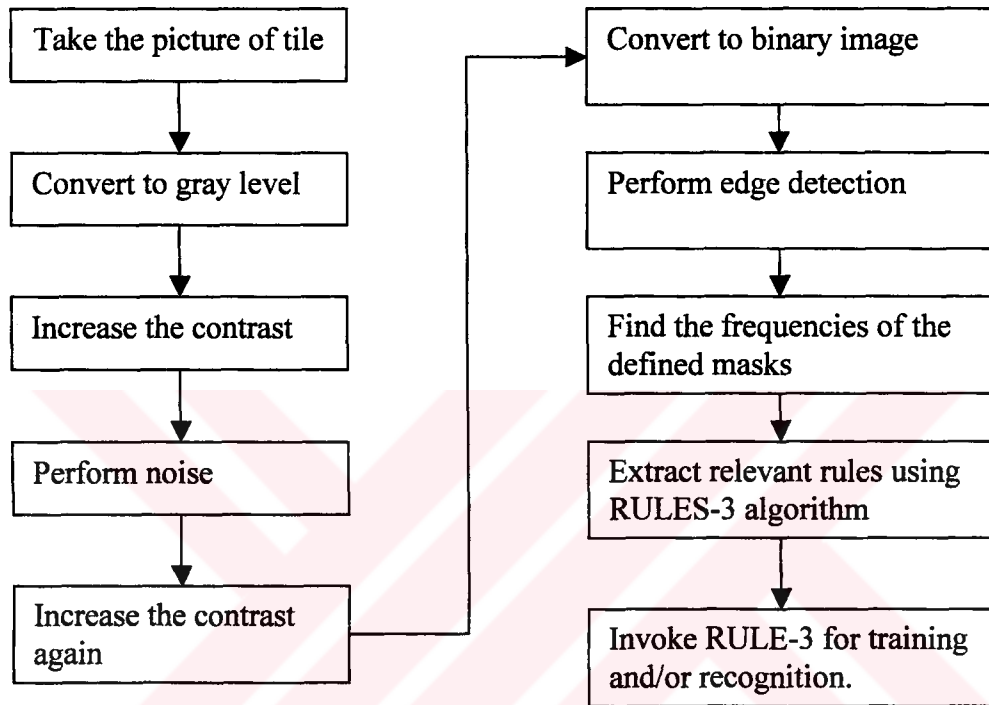 Take the picture of tile
Convert to gray level
Increase the contrast
Perform noise
Increase the contrast
again
Convert to binary image
Perform edge detection
Find the frequencies of the
defined masks
Extract relevant rules using
RULES-3 algorithm
Invoke RULE-3 for training
and/or recognition.